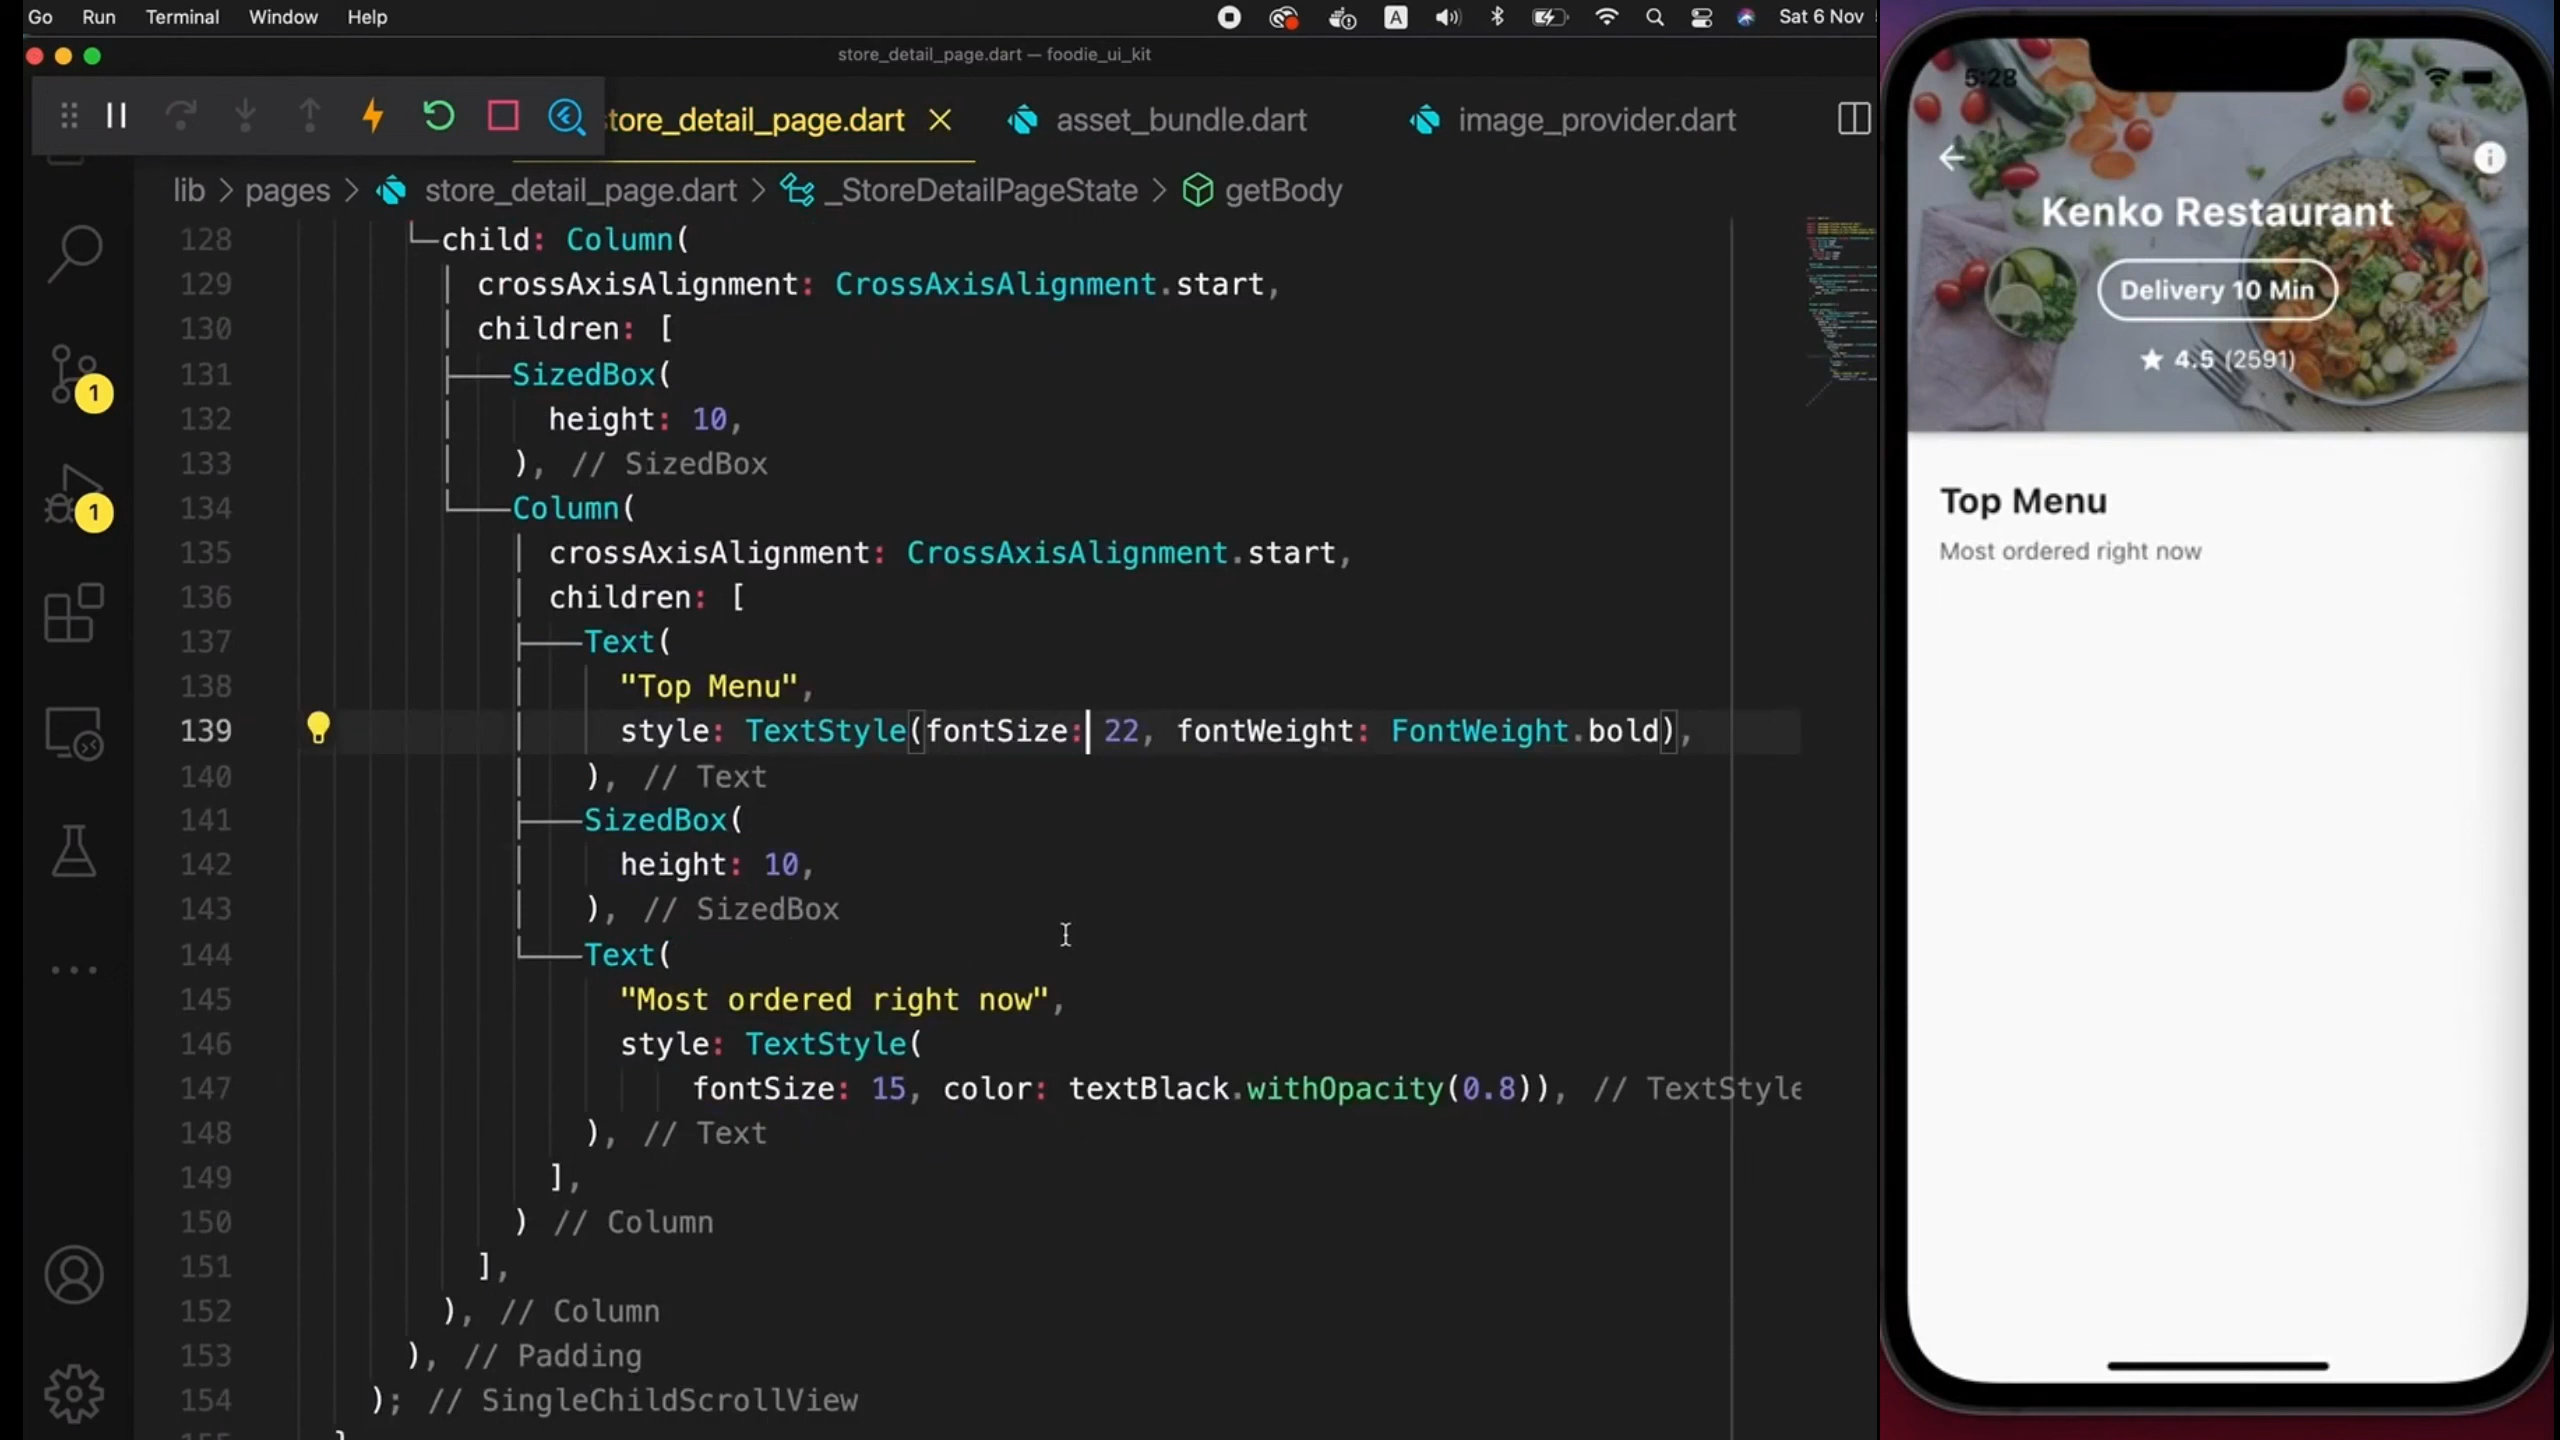 Go Run Terminal Window Help
A
Sat 6 Nov
store_detail_page.dart — foodie_ui_kit
store_detail_page.dart
asset_bundle.dart
image_provider.dart
lib > pages > store_detail_page.dart > _StoreDetailPageState > getBody
128 child: Column(
129 crossAxisAlignment: CrossAxisAlignment.start,
130 children: [
131 SizedBox(
132 height: 10,
133 ), // SizedBox
134 Column(
135 crossAxisAlignment: CrossAxisAlignment.start,
136 children: [
137 Text(
138 "Top Menu",
139 style: TextStyle(fontSize: 22, fontWeight: FontWeight.bold),
140 ), // Text
141 SizedBox(
142 height: 10,
143 ), // SizedBox
144 Text(
145 "Most ordered right now",
146 style: TextStyle(
147 fontSize: 15, color: textBlack.withOpacity(0.8)), // TextStyle
148 ), // Text
149 ],
150 ) // Column
151 ],
152 ), // Column
153 ), // Padding
154 ); // SingleChildScrollView
1
1
5:28
Kenko Restaurant
Delivery 10 Min
4.5 (2591)
Top Menu
Most ordered right now